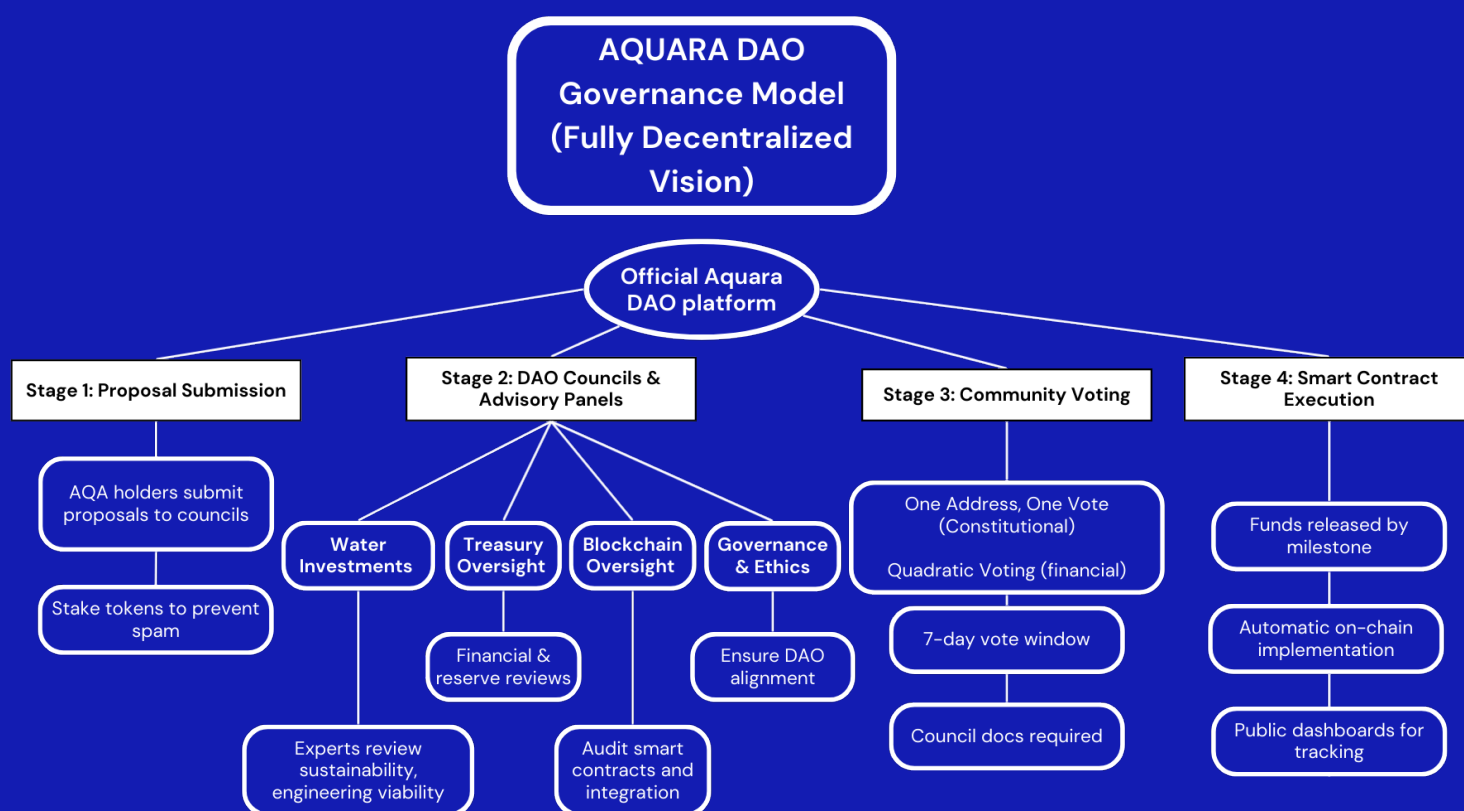 AQUARA DAO
Governance Model
(Fully Decentralized
Vision)
Official Aquara
DAO platform
Stage 1: Proposal Submission
AQA holders submit
proposals to councils
Stake tokens to prevent
spam
Stage 2: DAO Councils &
Advisory Panels
Water
Investments
Experts review
sustainability,
engineering viability
Treasury
Oversight
Financial &
reserve reviews
Blockchain
Oversight
Audit smart
contracts and
integration
Governance
& Ethics
Ensure DAO
alignment
Stage 3: Community Voting
One Address, One Vote
(Constitutional)
Quadratic Voting (financial)
7-day vote window
Council docs required
Stage 4: Smart Contract
Execution
Funds released by
milestone
Automatic on-chain
implementation
Public dashboards for
tracking